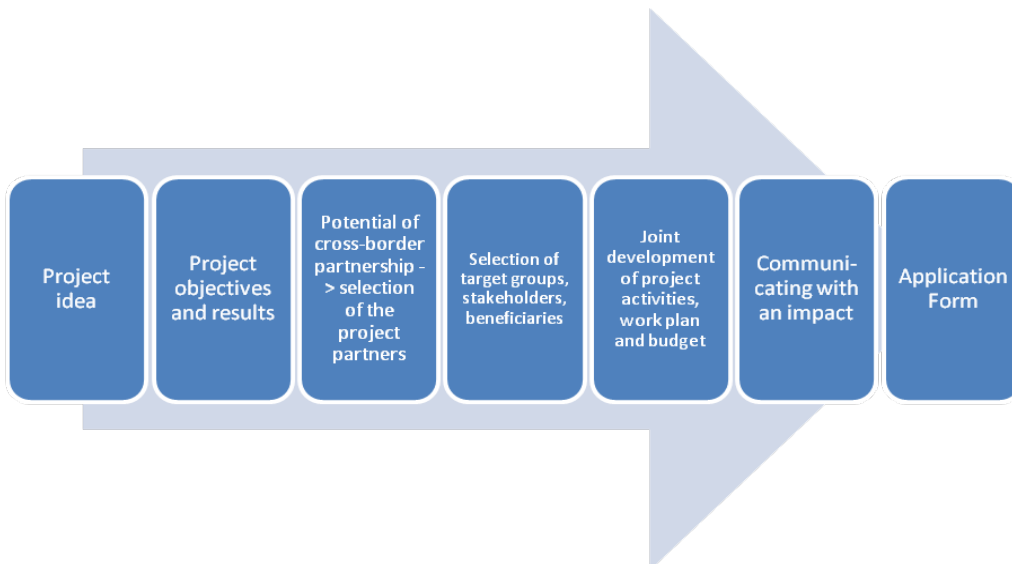 Project
idea
Project
objectives
and results
Potential of
cross-border
partnership -
> selection
of the
project
partners
Selection of
target groups,
stakeholders,
beneficiaries
Joint
development
of project
activities,
work plan
and budget
Communi-
cating with
an impact
Application
Form